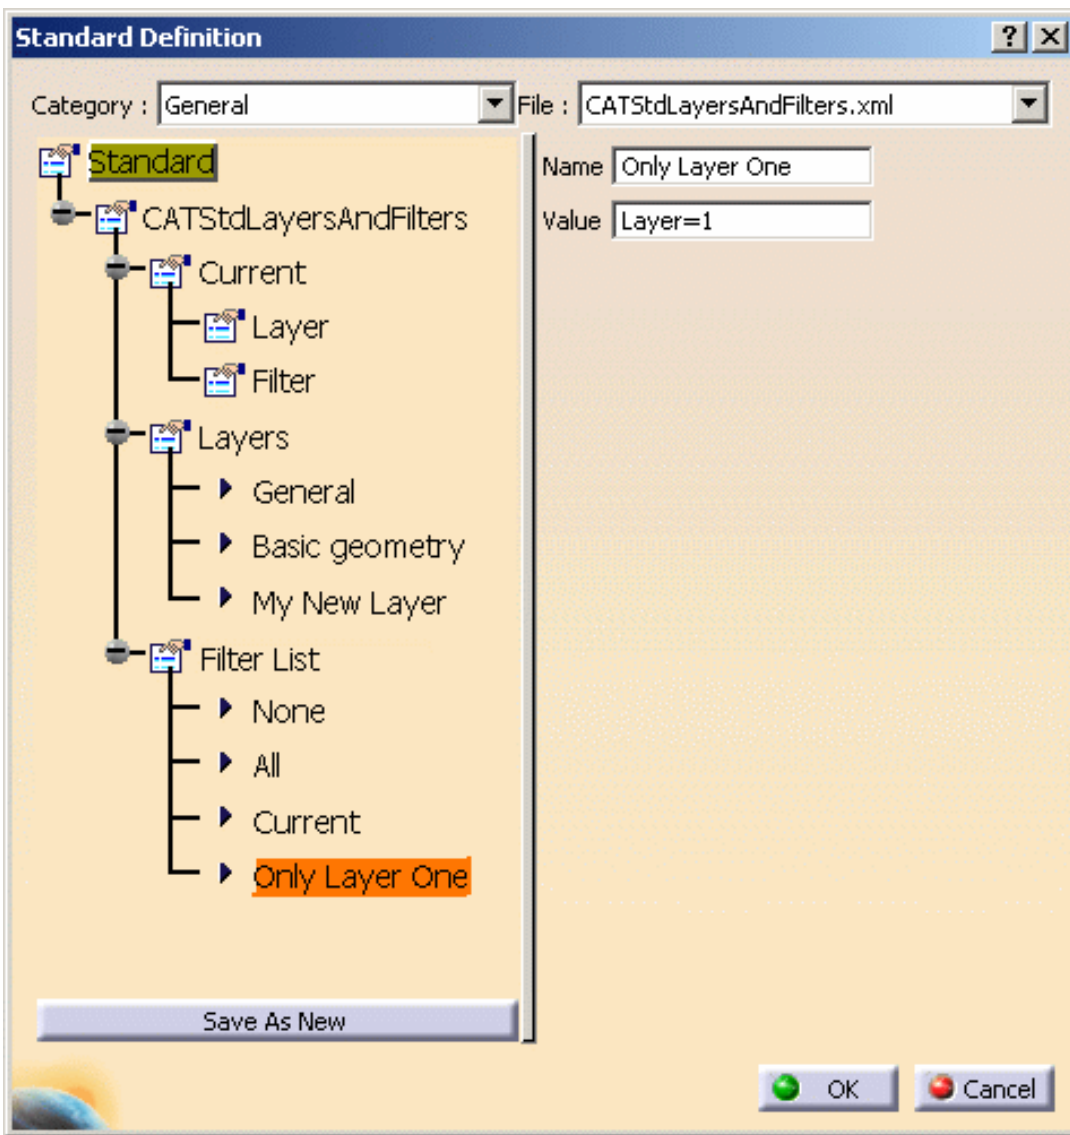 Standard Definition
Category : General File : CATStdLayersAndFilters.xml
Standard
CATStdLayersAndFilters
Current
Layer
Filter
Layers
General
Basic geometry
My New Layer
Filter List
None
All
Current
Only Layer One
Save As New
Name Only Layer One
Value Layer=1
OK Cancel